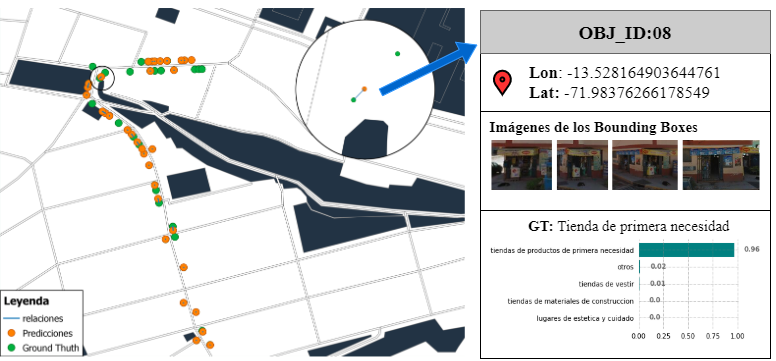 Leyenda
relaciones
Predicciones
Ground Thuth
OBJ_ID:08
Lon: -13.528164903644761
Lat: -71.98376266178549
Imágenes de los Bounding Boxes
GT: Tienda de primera necesidad
tiendas de productos de primera necesidad 0.96
otros 0.02
tiendas de vestir 0.01
tiendas de materiales de construccion 0.0
lugares de estetica y cuidado 0.0
0.00 0.25 0.50 0.75 1.00